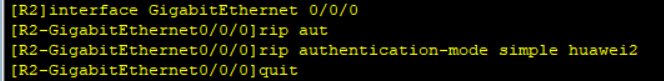 [R2]interface GigabitEthernet 0/0/0
[R2-GigabitEthernet0/0/0]rip aut
[R2-GigabitEthernet0/0/0]rip authentication-mode simple huawei2
[R2-GigabitEthernet0/0/0]quit